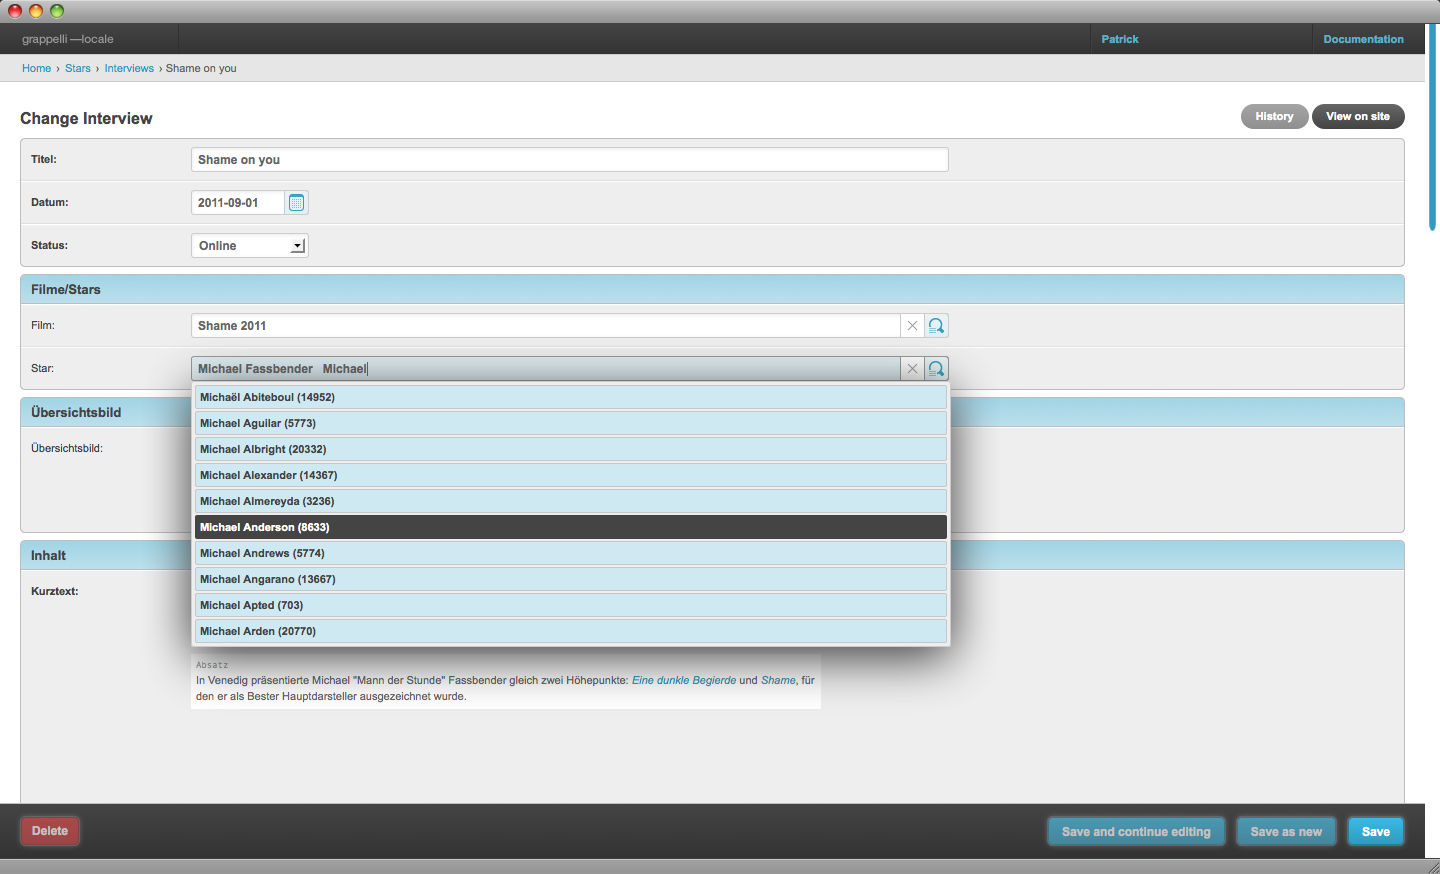 grappelli —locale
Patrick
Documentation
Home › Stars › Interviews › Shame on you
Change Interview
History
View on site
Titel:
Shame on you
Datum:
2011-09-01
Status:
Online
Filme/Stars
Film:
Shame 2011
Star:
Michael Fassbender Michael
Michaël Abiteboul (14952)
Michael Aguilar (5773)
Michael Albright (20332)
Michael Alexander (14367)
Michael Almereyda (3236)
Michael Anderson (8633)
Michael Andrews (5774)
Michael Angarano (13667)
Michael Apted (703)
Michael Arden (20770)
Übersichtsbild
Übersichtsbild:
Inhalt
Kurztext:
Absatz
In Venedig präsentierte Michael "Mann der Stunde" Fassbender gleich zwei Höhepunkte: Eine dunkle Begierde und Shame, für
den er als Bester Hauptdarsteller ausgezeichnet wurde.
Delete
Save and continue editing
Save as new
Save